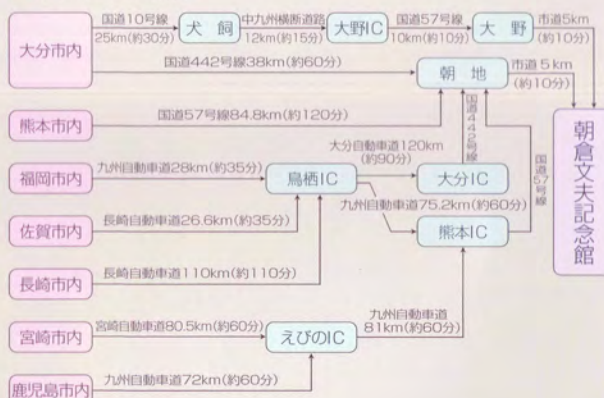 国道10号線
中九州横断道路
国道57号線
市道5km
大分市内
犬飼
大野IC
大野
25km(約30分)
12km(約15分)
10km(約10分)
(約10分)
国道442号線38km(約60分)
朝地
市道5km
(約10分)
熊本市内
国道57号線84.8km(約120分)
国道442号線
国道57号線
朝倉文夫記念館
大分自動車道120km
(約90分)
福岡市内
九州自動車道28km(約35分)
鳥栖IC
大分IC
九州自動車道75.2km(約60分)
佐賀市内
長崎自動車道26.6km(約35分)
熊本IC
長崎市内
長崎自動車道110km(約110分)
九州自動車道
81km(約60分)
宮崎市内
宮崎自動車道80.5km(約60分)
えびのIC
鹿児島市内
九州自動車道72km(約60分)